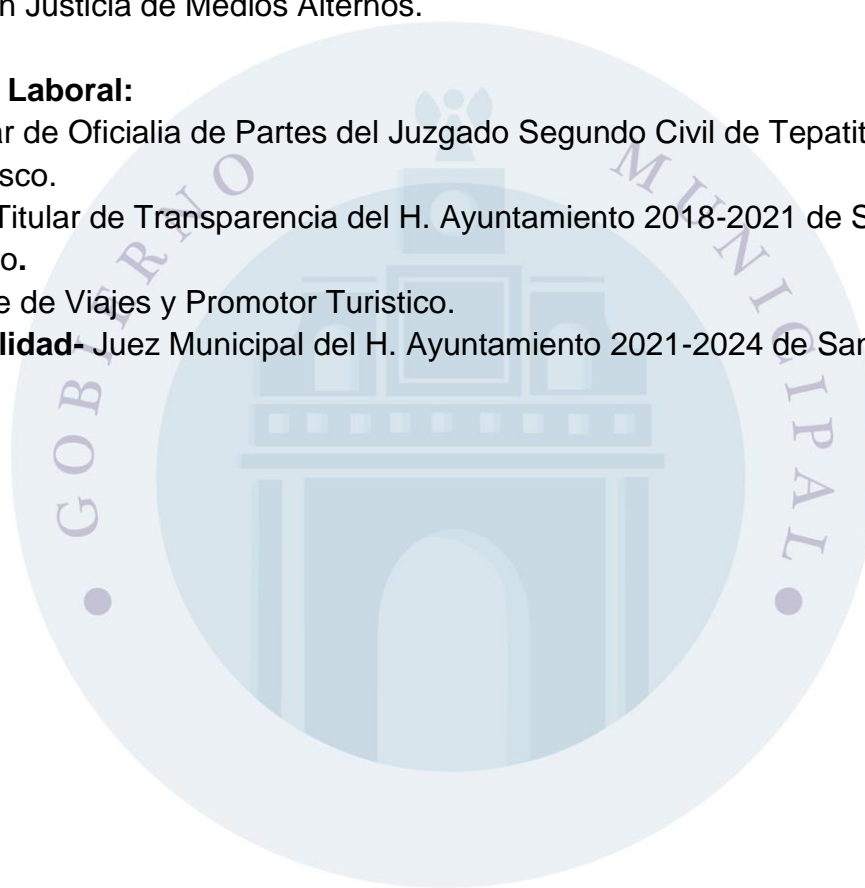 n Justicia de Medios Alternos.
Laboral:
ar de Oficialia de Partes del Juzgado Segundo Civil de Tepatit
sco.
Titular de Transparencia del H. Ayuntamiento 2018-2021 de S
o.
e de Viajes y Promotor Turistico.
lidad- Juez Municipal del H. Ayuntamiento 2021-2024 de San
GOBIERNO MUNICIPAL